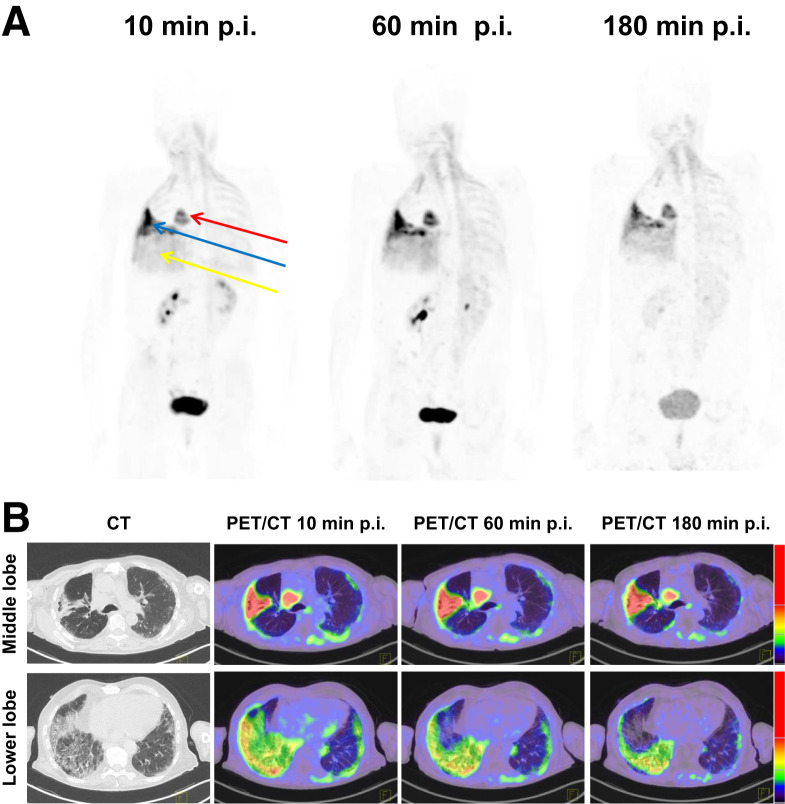 A
10 min p.i.
60 min p.i.
180 min p.i.
B
CT
PET/CT 10 min p.i.
PET/CT 60 min p.i.
PET/CT 180 min p.i.
Middle lobe
F
F
F
F
Lower lobe
F
F
F
F